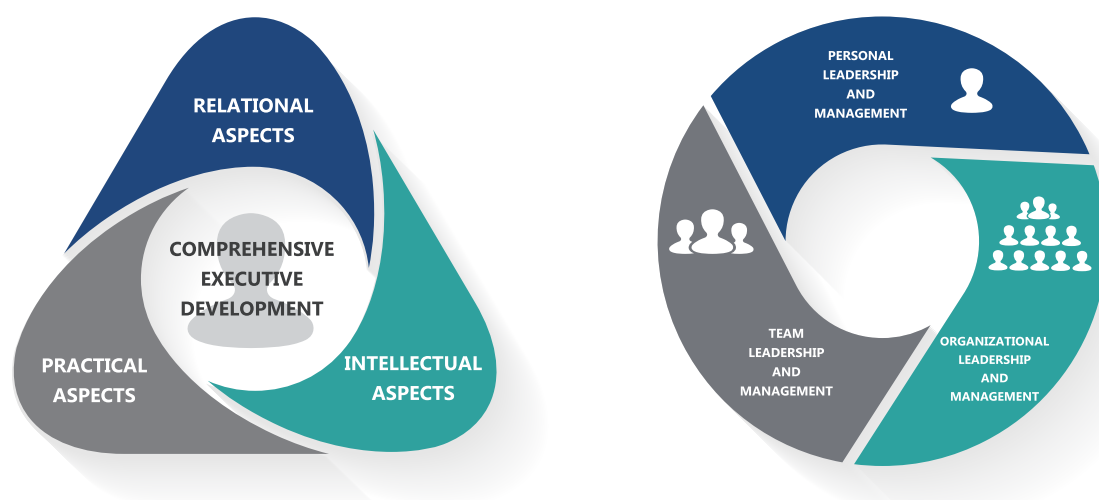 RELATIONAL
ASPECTS
COMPREHENSIVE
EXECUTIVE
DEVELOPMENT
PRACTICAL
ASPECTS
INTELLECTUAL
ASPECTS
PERSONAL
LEADERSHIP
AND
MANAGEMENT
TEAM
LEADERSHIP
AND
MANAGEMENT
ORGANIZATIONAL
LEADERSHIP
AND
MANAGEMENT